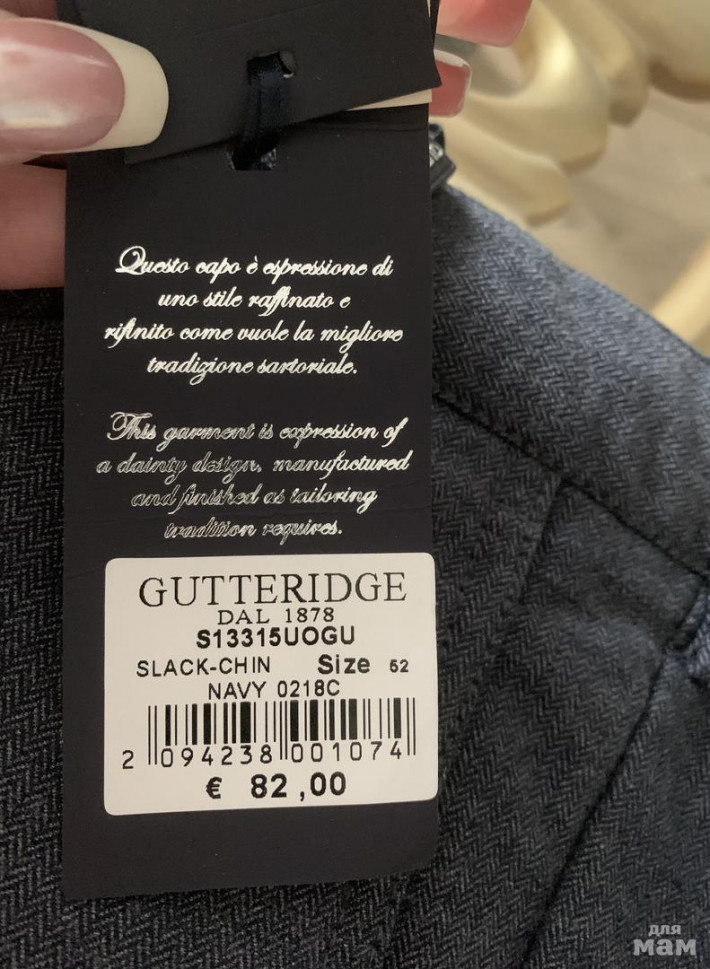 Questo capo è espressione di
uno stile raffinato e
rifinito come vuole la migliore
tradizione sartoriale.
This garment is expression of
a dainty design, manufactured
and finished as tailoring
tradition requires.
GUTTERIDGE
DAL 1878
S13315UOGU
SLACK-CHIN Size 52
NAVY 0218C
2 094238 001074
€ 82,00
для
мам